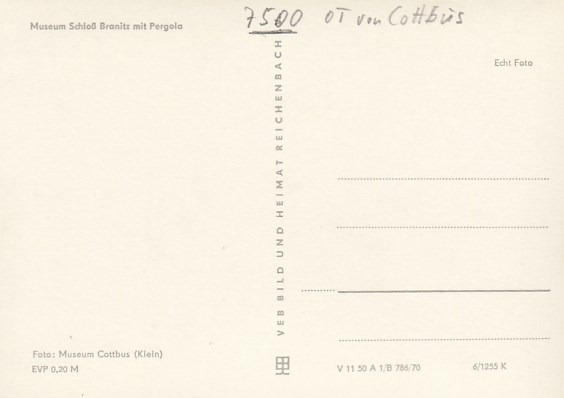 7500 OT von Cottbus
Museum Schloß Branitz mit Pergola
Echt Foto
VEB BILD UND HEIMAT REICHENBACH
Foto: Museum Cottbus (Klein)
EVP 0,20 M
V 11 50 A 1/B 786/70 6/1255 K